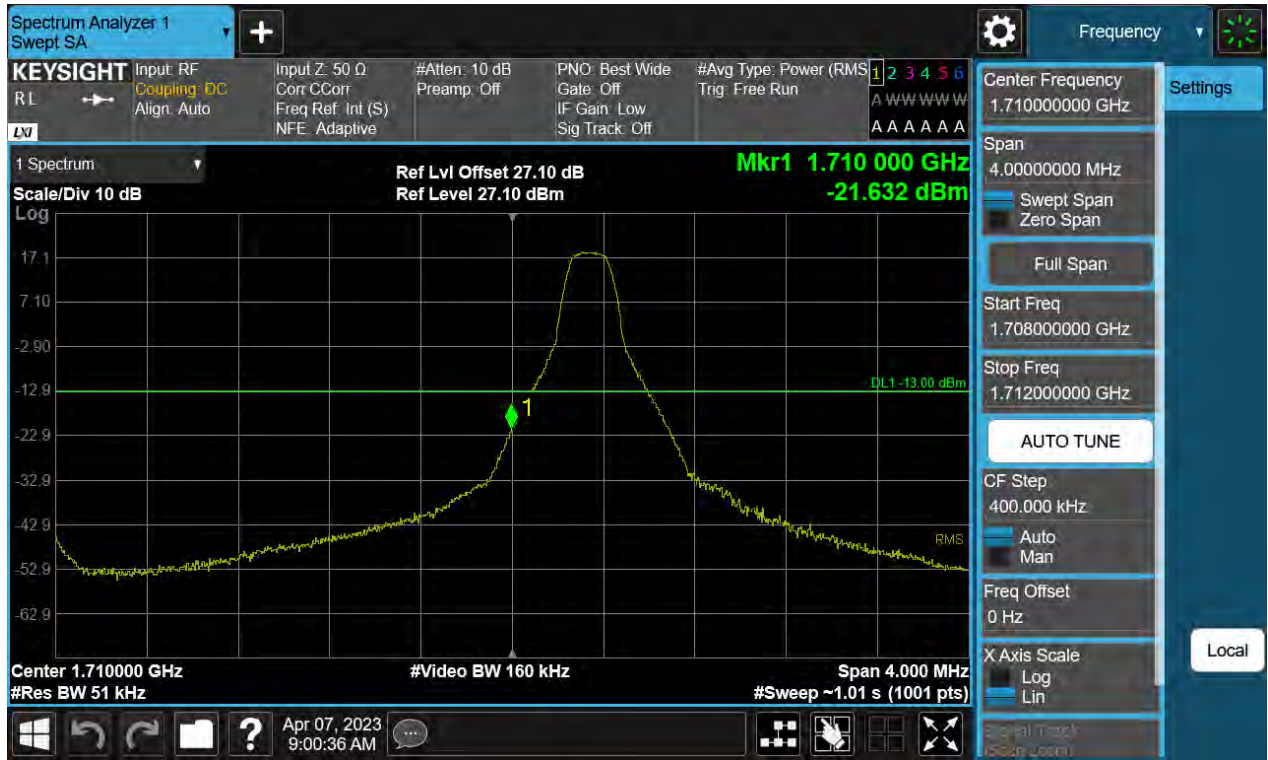 Spectrum Analyzer 1
Swept SA
Frequency
KEYSIGHT
RL
LXI
Input: RF
Coupling: DC
Align: Auto
Input Z: 50 Ω
Corr CCorr
Freq Ref: Int (S)
NFE: Adaptive
#Atten: 10 dB
Preamp: Off
PNO: Best Wide
Gate: Off
IF Gain: Low
Sig Track: Off
#Avg Type: Power (RMS
Trig: Free Run
1 2 3 4 5 6
A W W W W W
A A A A A A
1 Spectrum
Scale/Div 10 dB
Ref Lvl Offset 27.10 dB
Ref Level 27.10 dBm
Mkr1 1.710 000 GHz
-21.632 dBm
Log
17.1
7.10
-2.90
-12.9
-22.9
-32.9
-42.9
-52.9
-62.9
DL1 -13.00 dBm
1
RMS
Center 1.710000 GHz
#Video BW 160 kHz
Span 4.000 MHz
#Res BW 51 kHz
#Sweep ~1.01 s (1001 pts)
Center Frequency
1.710000000 GHz
Settings
Span
4.00000000 MHz
Swept Span
Zero Span
Full Span
Start Freq
1.708000000 GHz
Stop Freq
1.712000000 GHz
AUTO TUNE
CF Step
400.000 kHz
Auto
Man
Freq Offset
0 Hz
X Axis Scale
Log
Lin
Local
Signal Track
(Span Zoom)
?
Apr 07, 2023
9:00:36 AM